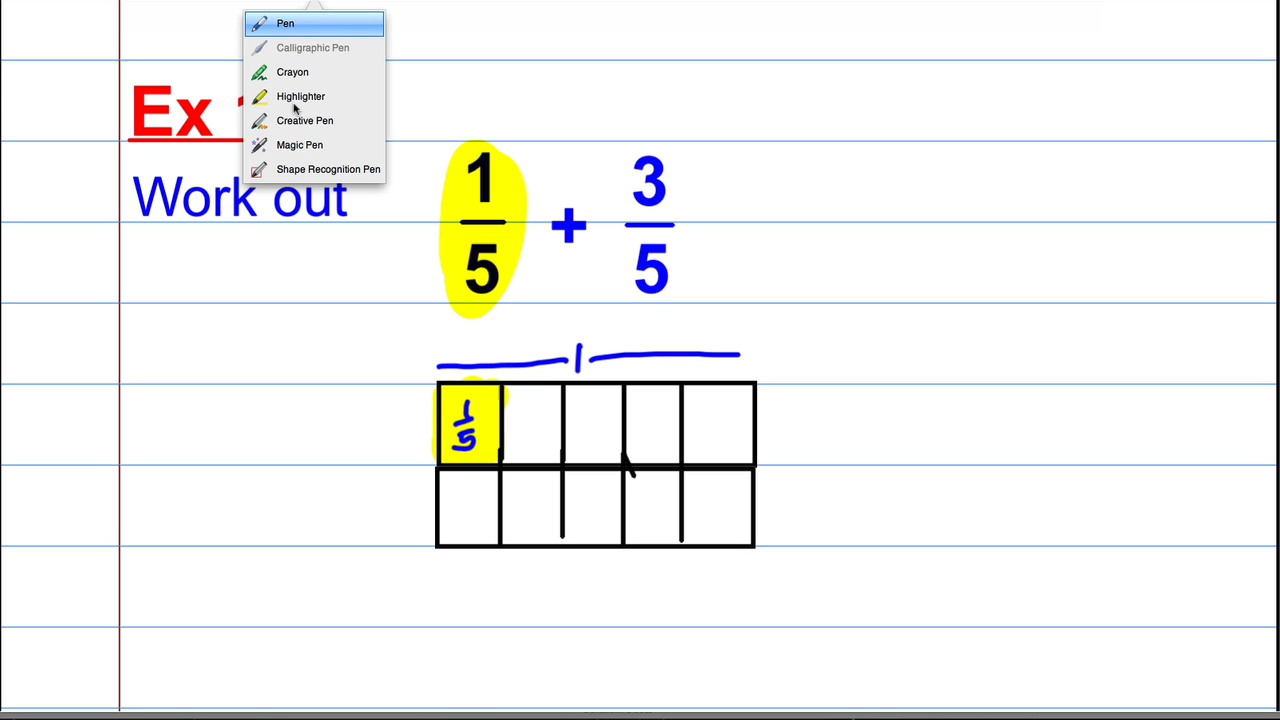 Pen
Calligraphic Pen
Crayon
Highlighter
Creative Pen
Magic Pen
Shape Recognition Pen
Ex
Work out
1/5 + 3/5
1
1/5